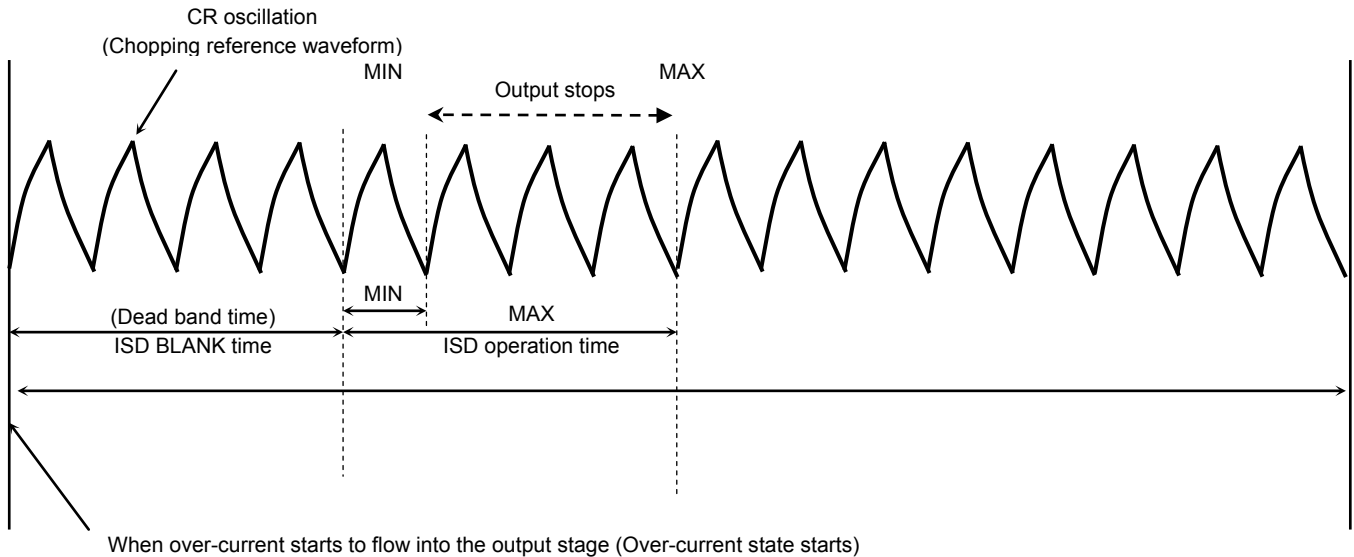 CR oscillation
(Chopping reference waveform)
MIN
MAX
Output stops
MIN
(Dead band time)
MAX
ISD BLANK time
ISD operation time
When over-current starts to flow into the output stage (Over-current state starts)